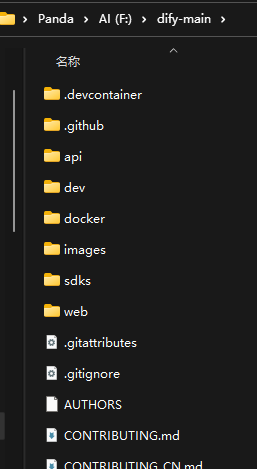 Panda › AI (F:) › dify-main ›
名称
.devcontainer
.github
api
dev
docker
images
sdks
web
.gitattributes
.gitignore
AUTHORS
CONTRIBUTING.md
CONTRIBUTING_CN.md